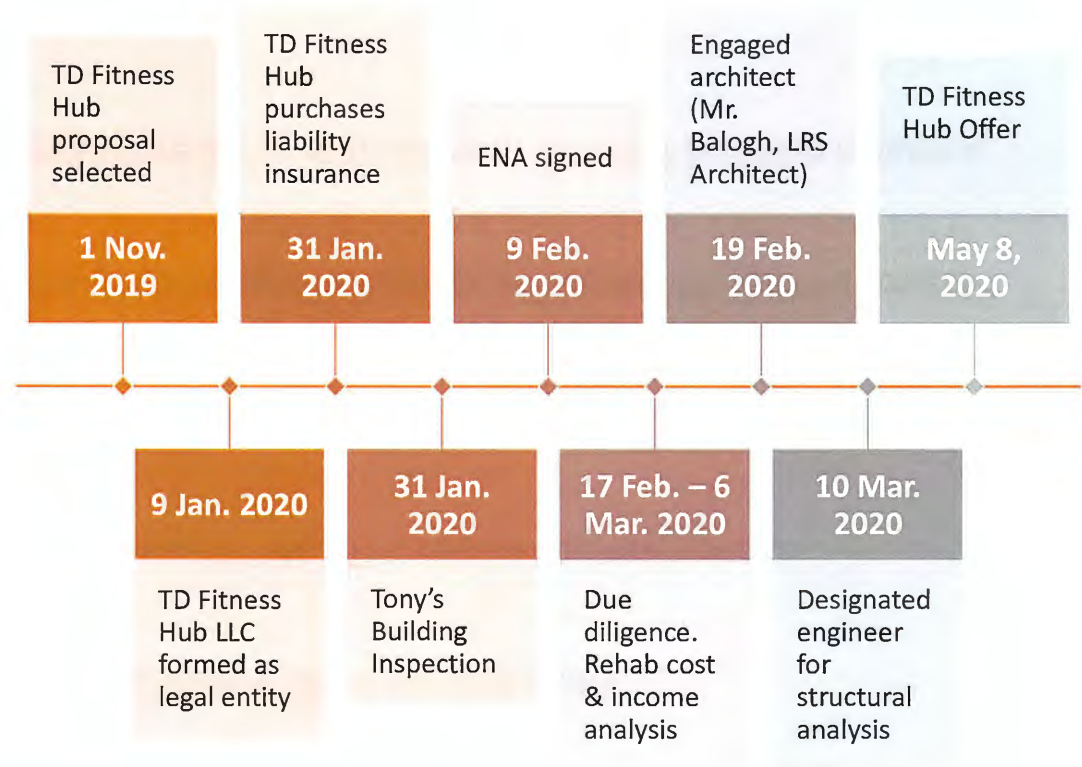 TD Fitness
Hub
proposal
selected
1 Nov.
2019
9 Jan. 2020
TD Fitness
Hub LLC
formed as
legal entity
TD Fitness
Hub
purchases
liability
insurance
31 Jan.
2020
31 Jan.
2020
Tony's
Building
Inspection
ENA signed
9 Feb.
2020
17 Feb. – 6
Mar. 2020
Due
diligence.
Rehab cost
& income
analysis
Engaged
architect
(Mr.
Balogh, LRS
Architect)
19 Feb.
2020
10 Mar.
2020
Designated
engineer
for
structural
analysis
TD Fitness
Hub Offer
May 8,
2020